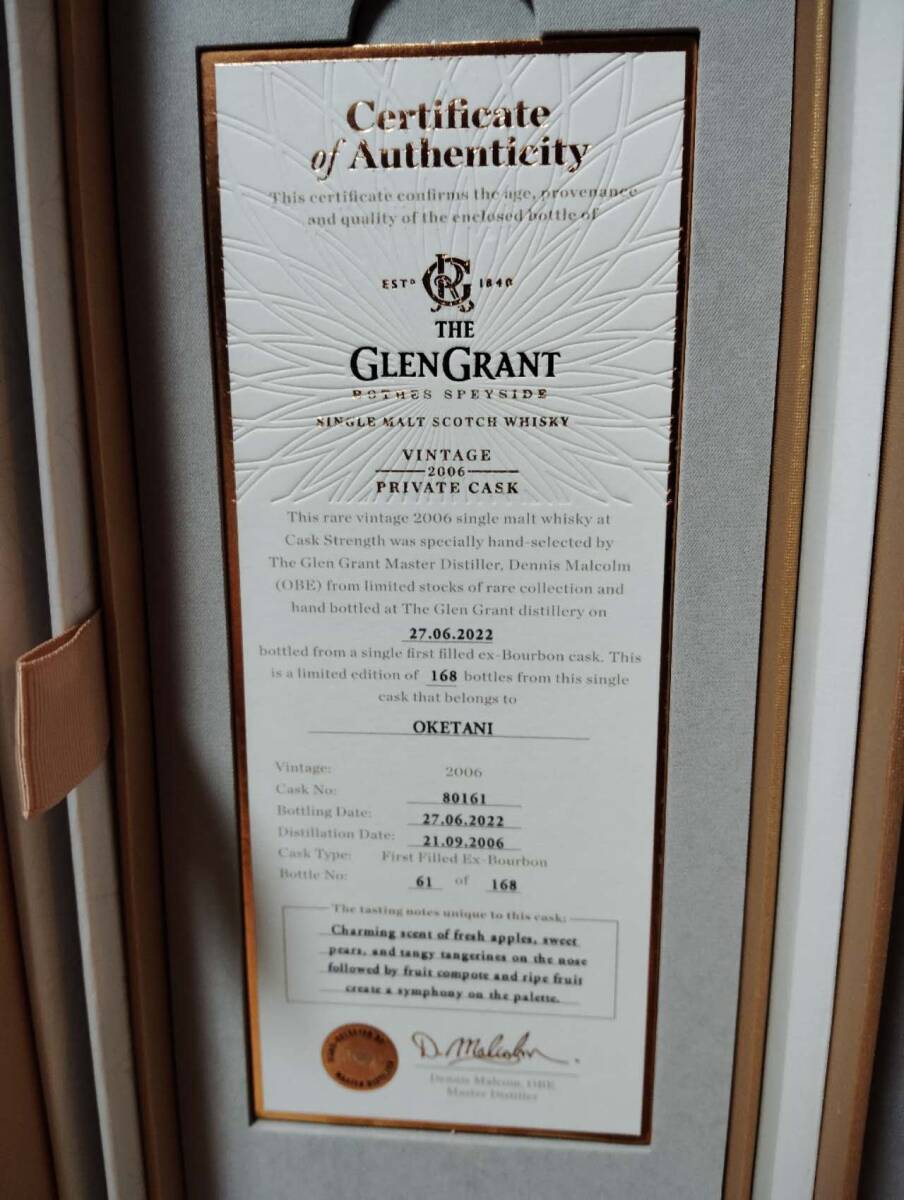 Certificate
of Authenticity
This certificate confirms the age, provenance
and quality of the enclosed bottle of
ESTD 1840
THE
GLENGRANT
ROTHES SPEYSIDE
SINGLE MALT SCOTCH WHISKY
VINTAGE
2006
PRIVATE CASK
This rare vintage 2006 single malt whisky at
Cask Strength was specially hand-selected by
The Glen Grant Master Distiller, Dennis Malcolm
(OBE) from limited stocks of rare collection and
hand bottled at The Glen Grant distillery on
27.06.2022
bottled from a single first filled ex-Bourbon cask. This
is a limited edition of 168 bottles from this single
cask that belongs to
OKETANI
Vintage: 2006
Cask No: 80161
Bottling Date: 27.06.2022
Distillation Date: 21.09.2006
Cask Type: First Filled Ex-Bourbon
Bottle No: 61 of 168
The tasting notes unique to this cask:
Charming scent of fresh apples, sweet
pears, and tangy tangerines on the nose
followed by fruit compote and ripe fruit
create a symphony on the palette.
D. Malcolm
Dennis Malcolm, OBE
Master Distiller